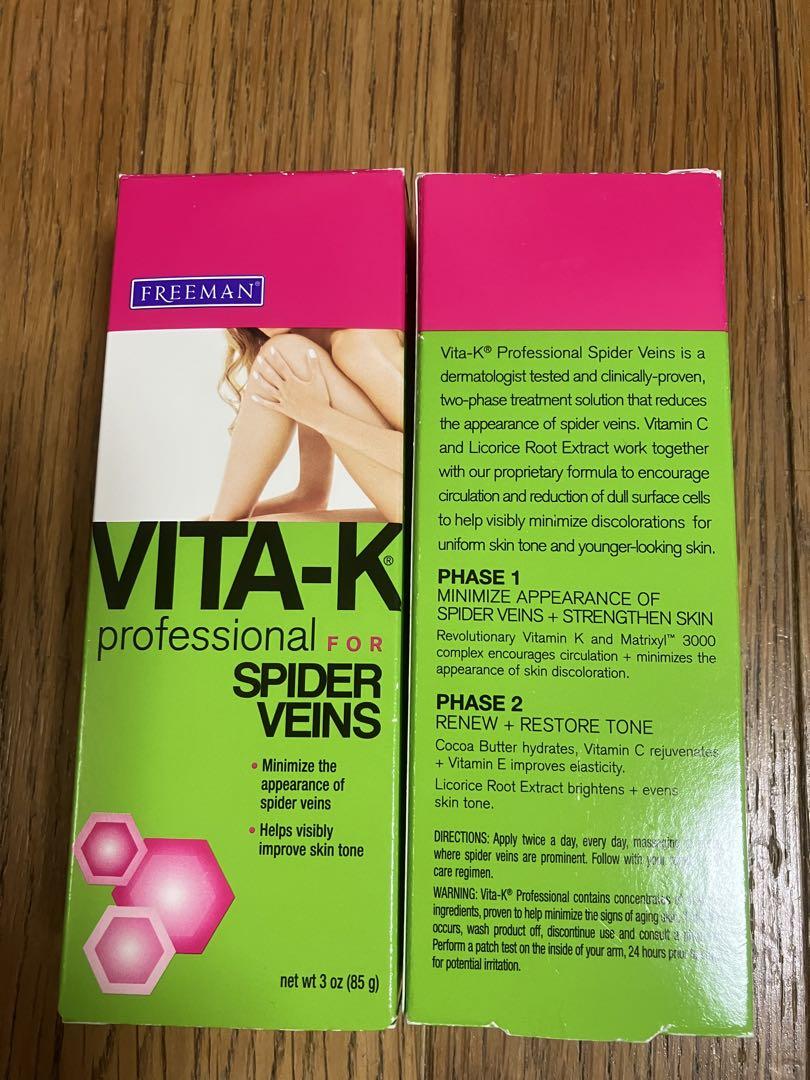 FREEMAN®
VITA-K®
professional FOR
SPIDER
VEINS
• Minimize the
appearance of
spider veins
• Helps visibly
improve skin tone
net wt 3 oz (85 g)
Vita-K® Professional Spider Veins is a
dermatologist tested and clinically-proven,
two-phase treatment solution that reduces
the appearance of spider veins. Vitamin C
and Licorice Root Extract work together
with our proprietary formula to encourage
circulation and reduction of dull surface cells
to help visibly minimize discolorations for
uniform skin tone and younger-looking skin.
PHASE 1
MINIMIZE APPEARANCE OF
SPIDER VEINS + STRENGTHEN SKIN
Revolutionary Vitamin K and Matrixyl™ 3000
complex encourages circulation + minimizes the
appearance of skin discoloration.
PHASE 2
RENEW + RESTORE TONE
Cocoa Butter hydrates, Vitamin C rejuvenates
+ Vitamin E improves elasticity.
Licorice Root Extract brightens + evens
skin tone.
DIRECTIONS: Apply twice a day, every day, massaging
where spider veins are prominent. Follow with your
care regimen.
WARNING: Vita-K® Professional contains concentrates
ingredients, proven to help minimize the signs of aging
occurs, wash product off, discontinue use and consult a
Perform a patch test on the inside of your arm, 24 hours
for potential irritation.